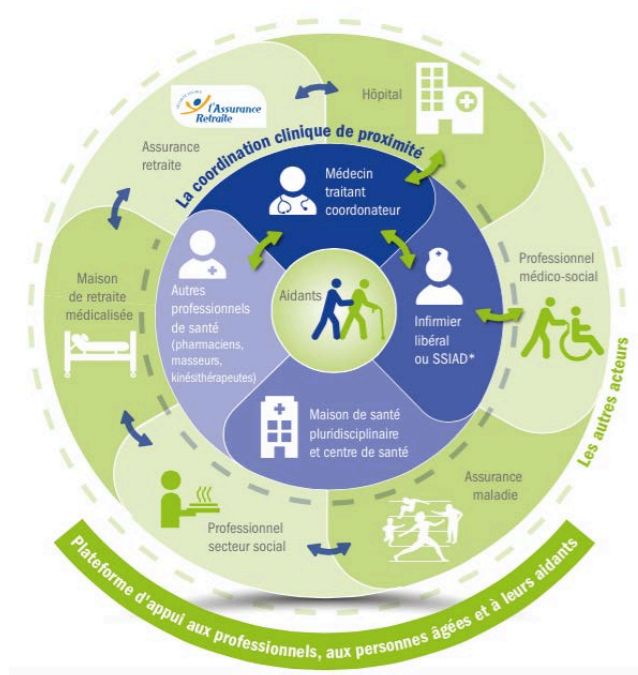 l'Assurance
Retraite
Assurance
retraite
Hôpital
La coordination clinique de proximité
Médecin
traitant
coordonateur
Maison
de retraite
médicalisée
Autres
professionnels
de santé
(pharmaciens,
masseurs,
kinésithérapeutes)
Aidants
Infirmier
libéral
ou SSIAD*
Professionnel
médico-social
Maison de santé
pluridisciplinaire
et centre de santé
Les autres acteurs
Assurance
maladie
Professionnel
secteur social
Plateforme d'appui aux professionnels, aux personnes âgées et à leurs aidants